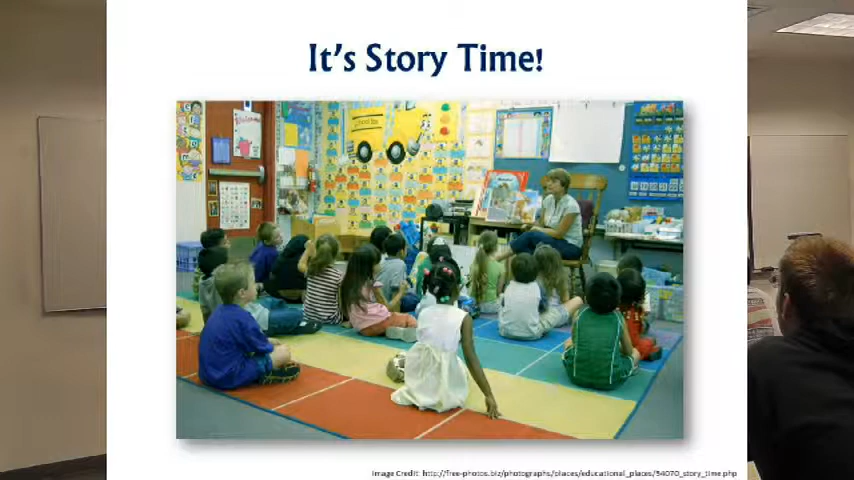 It's Story Time!
Image Credit: http://free-photos.biz/photographs/places/educational_places/54070_story_time.php